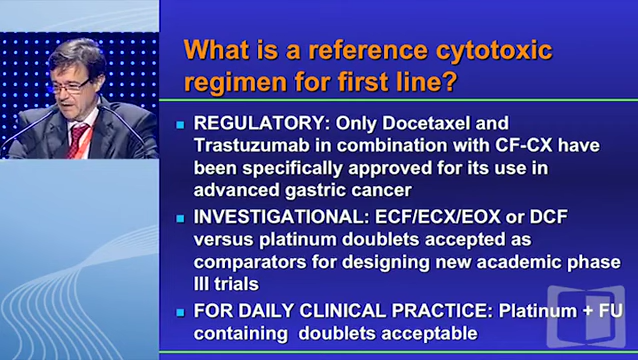 What is a reference cytotoxic
regimen for first line?
REGULATORY: Only Docetaxel and
Trastuzumab in combination with CF-CX have
been specifically approved for its use in
advanced gastric cancer
INVESTIGATIONAL: ECF/ECX/EOX or DCF
versus platinum doublets accepted as
comparators for designing new academic phase
III trials
FOR DAILY CLINICAL PRACTICE: Platinum + FU
containing doublets acceptable